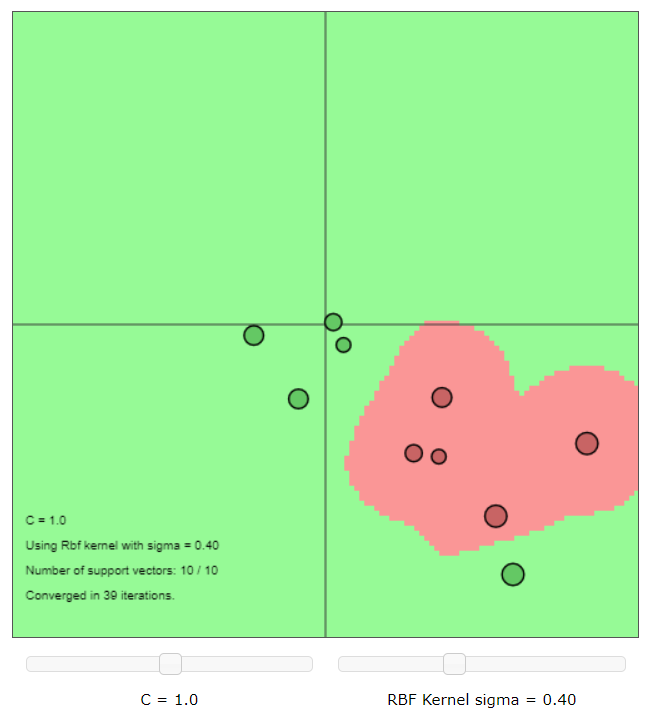 C = 1.0
Using Rbf kernel with sigma = 0.40
Number of support vectors: 10 / 10
Converged in 39 iterations.
C = 1.0
RBF Kernel sigma = 0.40